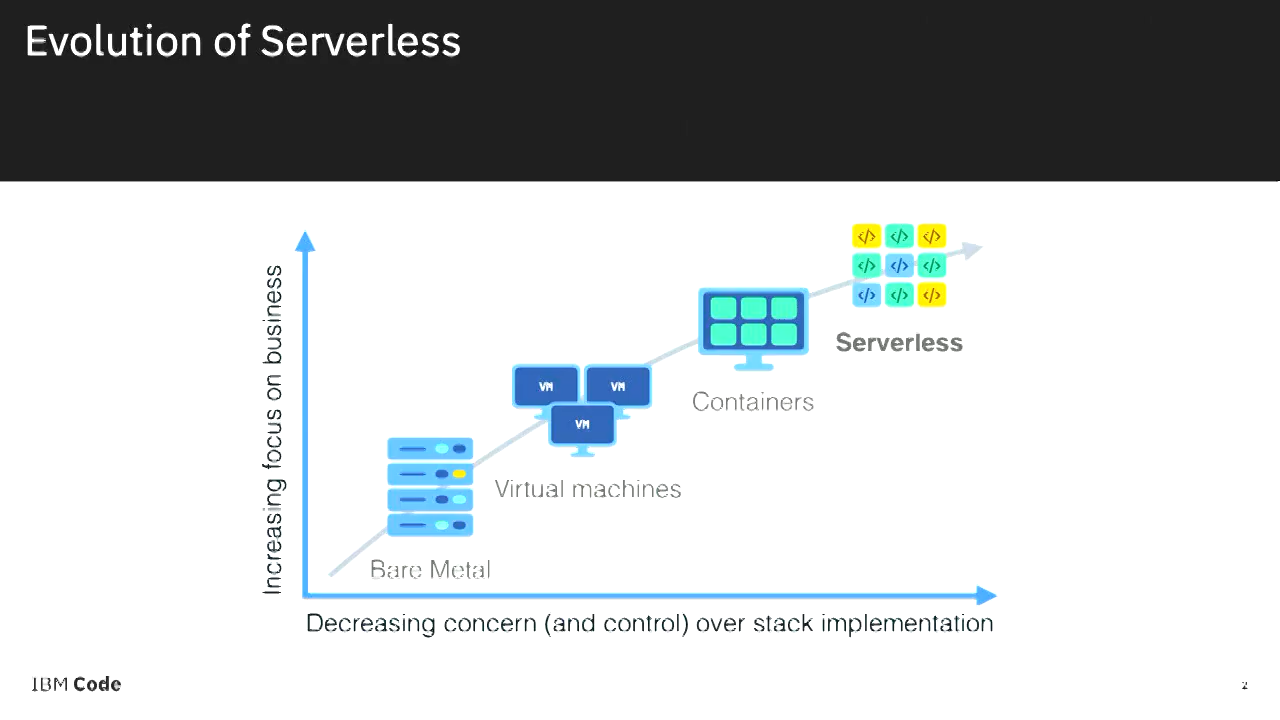 Evolution of Serverless
Increasing focus on business
</> </> </>
</> </> </>
</> </> </>
Serverless
Containers
VM VM
VM
Virtual machines
Bare Metal
Decreasing concern (and control) over stack implementation
IBM Code
2